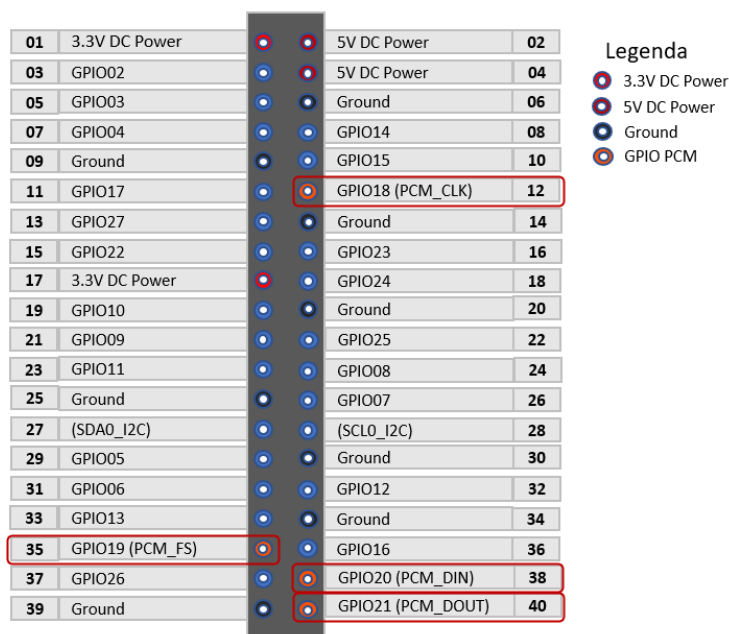 01 3.3V DC Power 5V DC Power 02
03 GPIO02 5V DC Power 04
05 GPIO03 Ground 06
07 GPIO04 GPIO14 08
09 Ground GPIO15 10
11 GPIO17 GPIO18 (PCM_CLK) 12
13 GPIO27 Ground 14
15 GPIO22 GPIO23 16
17 3.3V DC Power GPIO24 18
19 GPIO10 Ground 20
21 GPIO09 GPIO25 22
23 GPIO11 GPIO08 24
25 Ground GPIO07 26
27 (SDA0_I2C) (SCL0_I2C) 28
29 GPIO05 Ground 30
31 GPIO06 GPIO12 32
33 GPIO13 Ground 34
35 GPIO19 (PCM_FS) GPIO16 36
37 GPIO26 GPIO20 (PCM_DIN) 38
39 Ground GPIO21 (PCM_DOUT) 40
Legenda
3.3V DC Power
5V DC Power
Ground
GPIO PCM